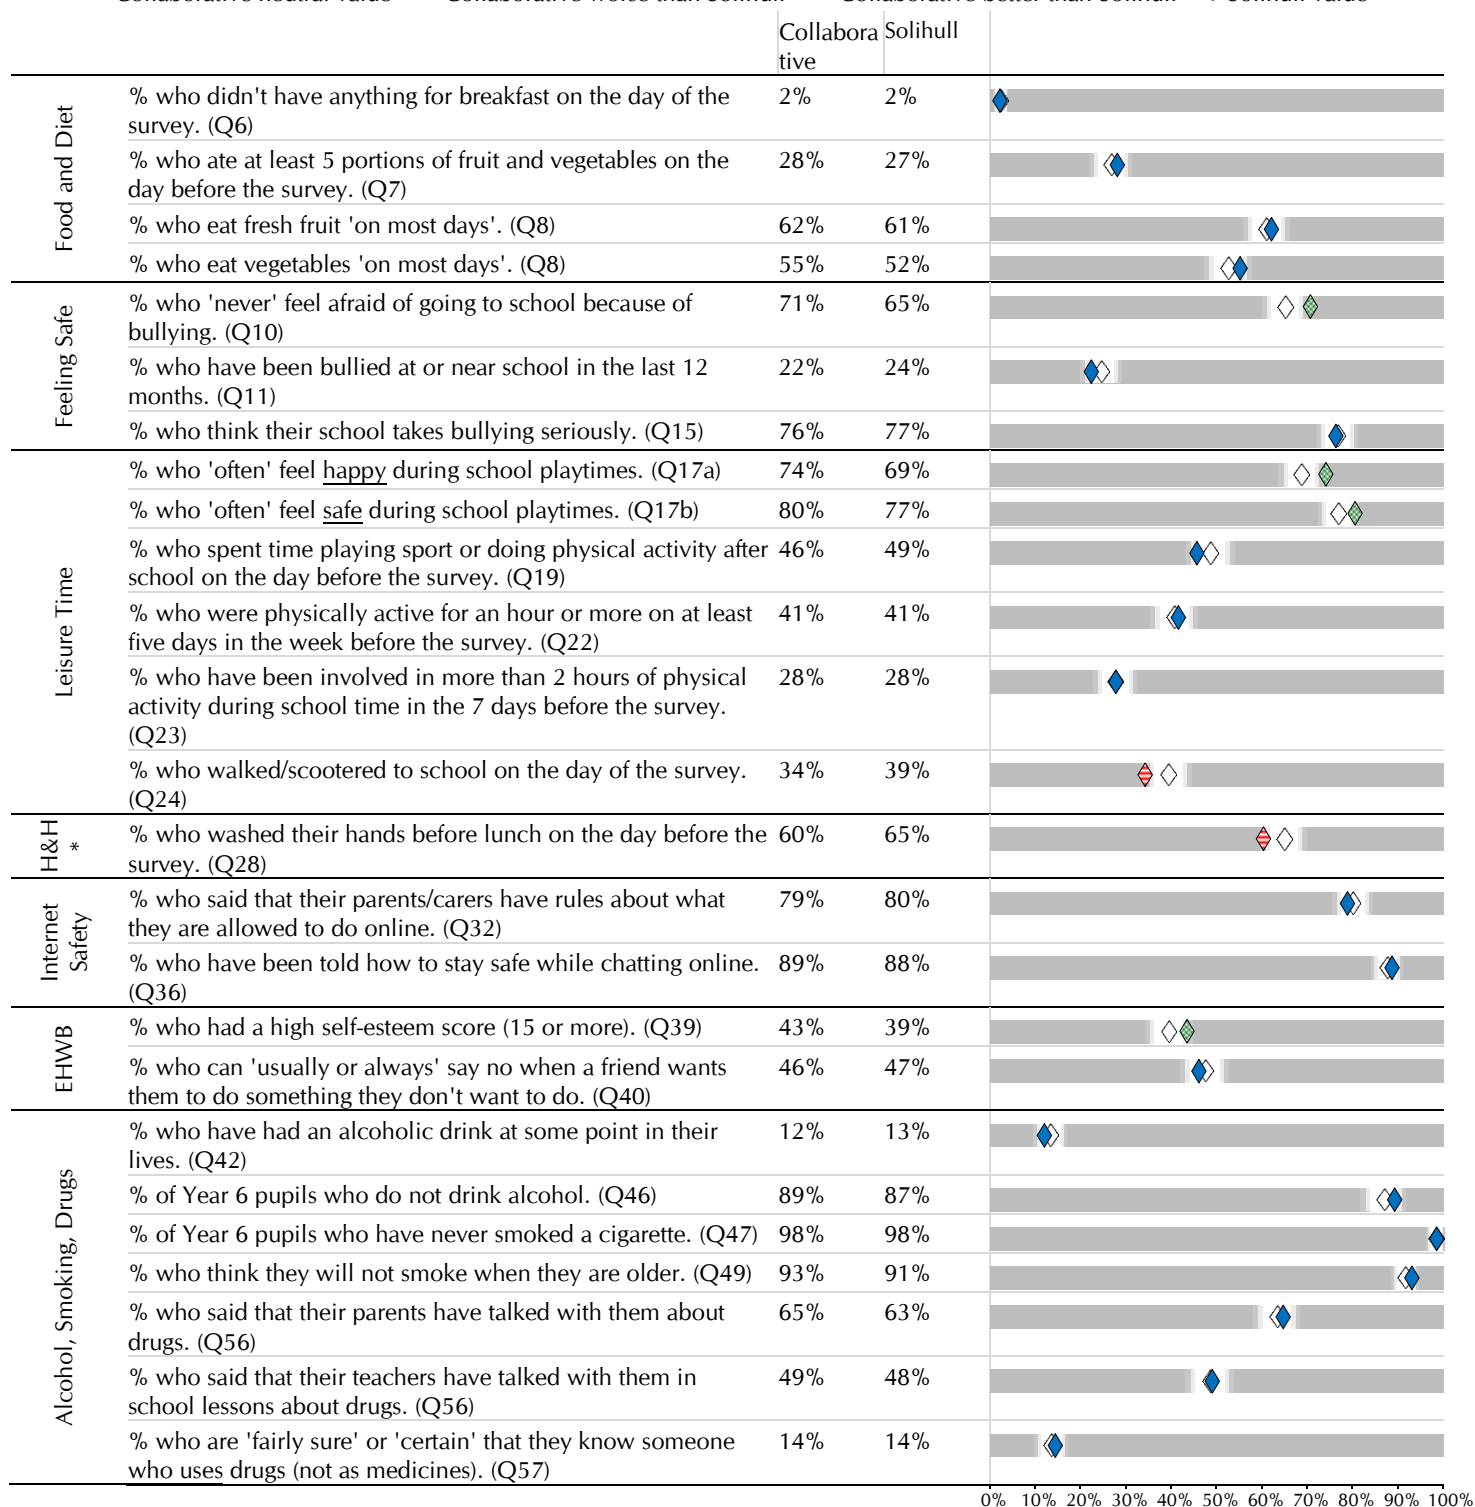 Collabora Solihull
tive
Food and Diet
% who didn't have anything for breakfast on the day of the 2% 2%
survey. (Q6)
% who ate at least 5 portions of fruit and vegetables on the 28% 27%
day before the survey. (Q7)
% who eat fresh fruit 'on most days'. (Q8) 62% 61%
% who eat vegetables 'on most days'. (Q8) 55% 52%
Feeling Safe
% who 'never' feel afraid of going to school because of 71% 65%
bullying. (Q10)
% who have been bullied at or near school in the last 12 22% 24%
months. (Q11)
% who think their school takes bullying seriously. (Q15) 76% 77%
Leisure Time
% who 'often' feel happy during school playtimes. (Q17a) 74% 69%
% who 'often' feel safe during school playtimes. (Q17b) 80% 77%
% who spent time playing sport or doing physical activity after 46% 49%
school on the day before the survey. (Q19)
% who were physically active for an hour or more on at least 41% 41%
five days in the week before the survey. (Q22)
% who have been involved in more than 2 hours of physical 28% 28%
activity during school time in the 7 days before the survey.
(Q23)
% who walked/scootered to school on the day of the survey. 34% 39%
(Q24)
H&H
*
% who washed their hands before lunch on the day before the 60% 65%
survey. (Q28)
Internet
Safety
% who said that their parents/carers have rules about what 79% 80%
they are allowed to do online. (Q32)
% who have been told how to stay safe while chatting online. 89% 88%
(Q36)
EHWB
% who had a high self-esteem score (15 or more). (Q39) 43% 39%
% who can 'usually or always' say no when a friend wants 46% 47%
them to do something they don't want to do. (Q40)
Alcohol, Smoking, Drugs
% who have had an alcoholic drink at some point in their 12% 13%
lives. (Q42)
% of Year 6 pupils who do not drink alcohol. (Q46) 89% 87%
% of Year 6 pupils who have never smoked a cigarette. (Q47) 98% 98%
% who think they will not smoke when they are older. (Q49) 93% 91%
% who said that their parents have talked with them about 65% 63%
drugs. (Q56)
% who said that their teachers have talked with them in 49% 48%
school lessons about drugs. (Q56)
% who are 'fairly sure' or 'certain' that they know someone 14% 14%
who uses drugs (not as medicines). (Q57)
0% 10% 20% 30% 40% 50% 60% 70% 80% 90% 100%